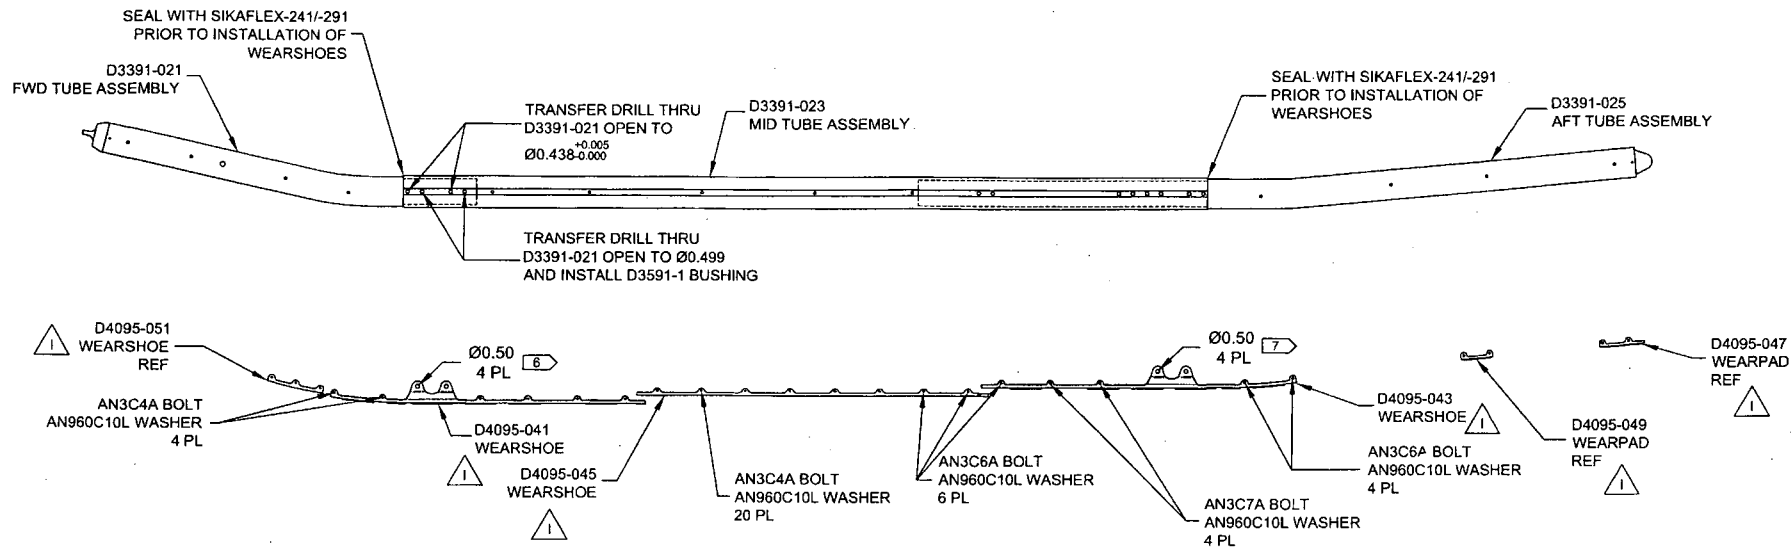 SEAL WITH SIKAFLEX-241/-291
PRIOR TO INSTALLATION OF
WEARSHOES
D3391-021
FWD TUBE ASSEMBLY
TRANSFER DRILL THRU
D3391-021 OPEN TO
Ø0.438+0.005
-0.000
D3391-023
MID TUBE ASSEMBLY
SEAL WITH SIKAFLEX-241/-291
PRIOR TO INSTALLATION OF
WEARSHOES
D3391-025
AFT TUBE ASSEMBLY
TRANSFER DRILL THRU
D3391-021 OPEN TO Ø0.499
AND INSTALL D3591-1 BUSHING
1
D4095-051
WEARSHOE
REF
Ø0.50
4 PL
6
Ø0.50
4 PL
7
D4095-047
WEARPAD
REF
1
AN3C4A BOLT
AN960C10L WASHER
4 PL
D4095-041
WEARSHOE
1
D4095-045
WEARSHOE
1
AN3C4A BOLT
AN960C10L WASHER
20 PL
AN3C6A BOLT
AN960C10L WASHER
6 PL
AN3C7A BOLT
AN960C10L WASHER
4 PL
D4095-043
WEARSHOE
1
AN3C6A BOLT
AN960C10L WASHER
4 PL
D4095-049
WEARPAD
REF
1